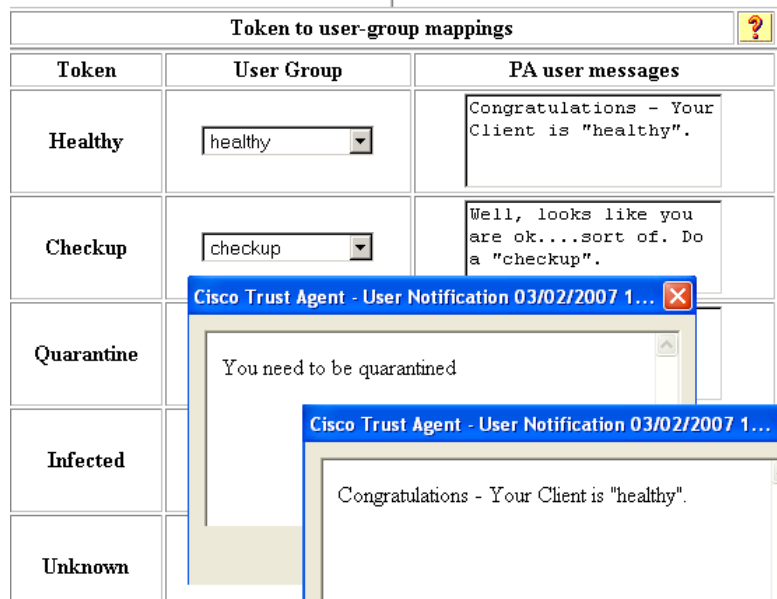 Token to user-group mappings
?
Token User Group PA user messages
Healthy
healthy
Congratulations - Your
Client is "healthy".
Checkup
checkup
Well, looks like you
are ok....sort of. Do
a "checkup".
Quarantine
Infected
Unknown
Cisco Trust Agent - User Notification 03/02/2007 1...
You need to be quarantined
Cisco Trust Agent - User Notification 03/02/2007 1...
Congratulations - Your Client is "healthy".